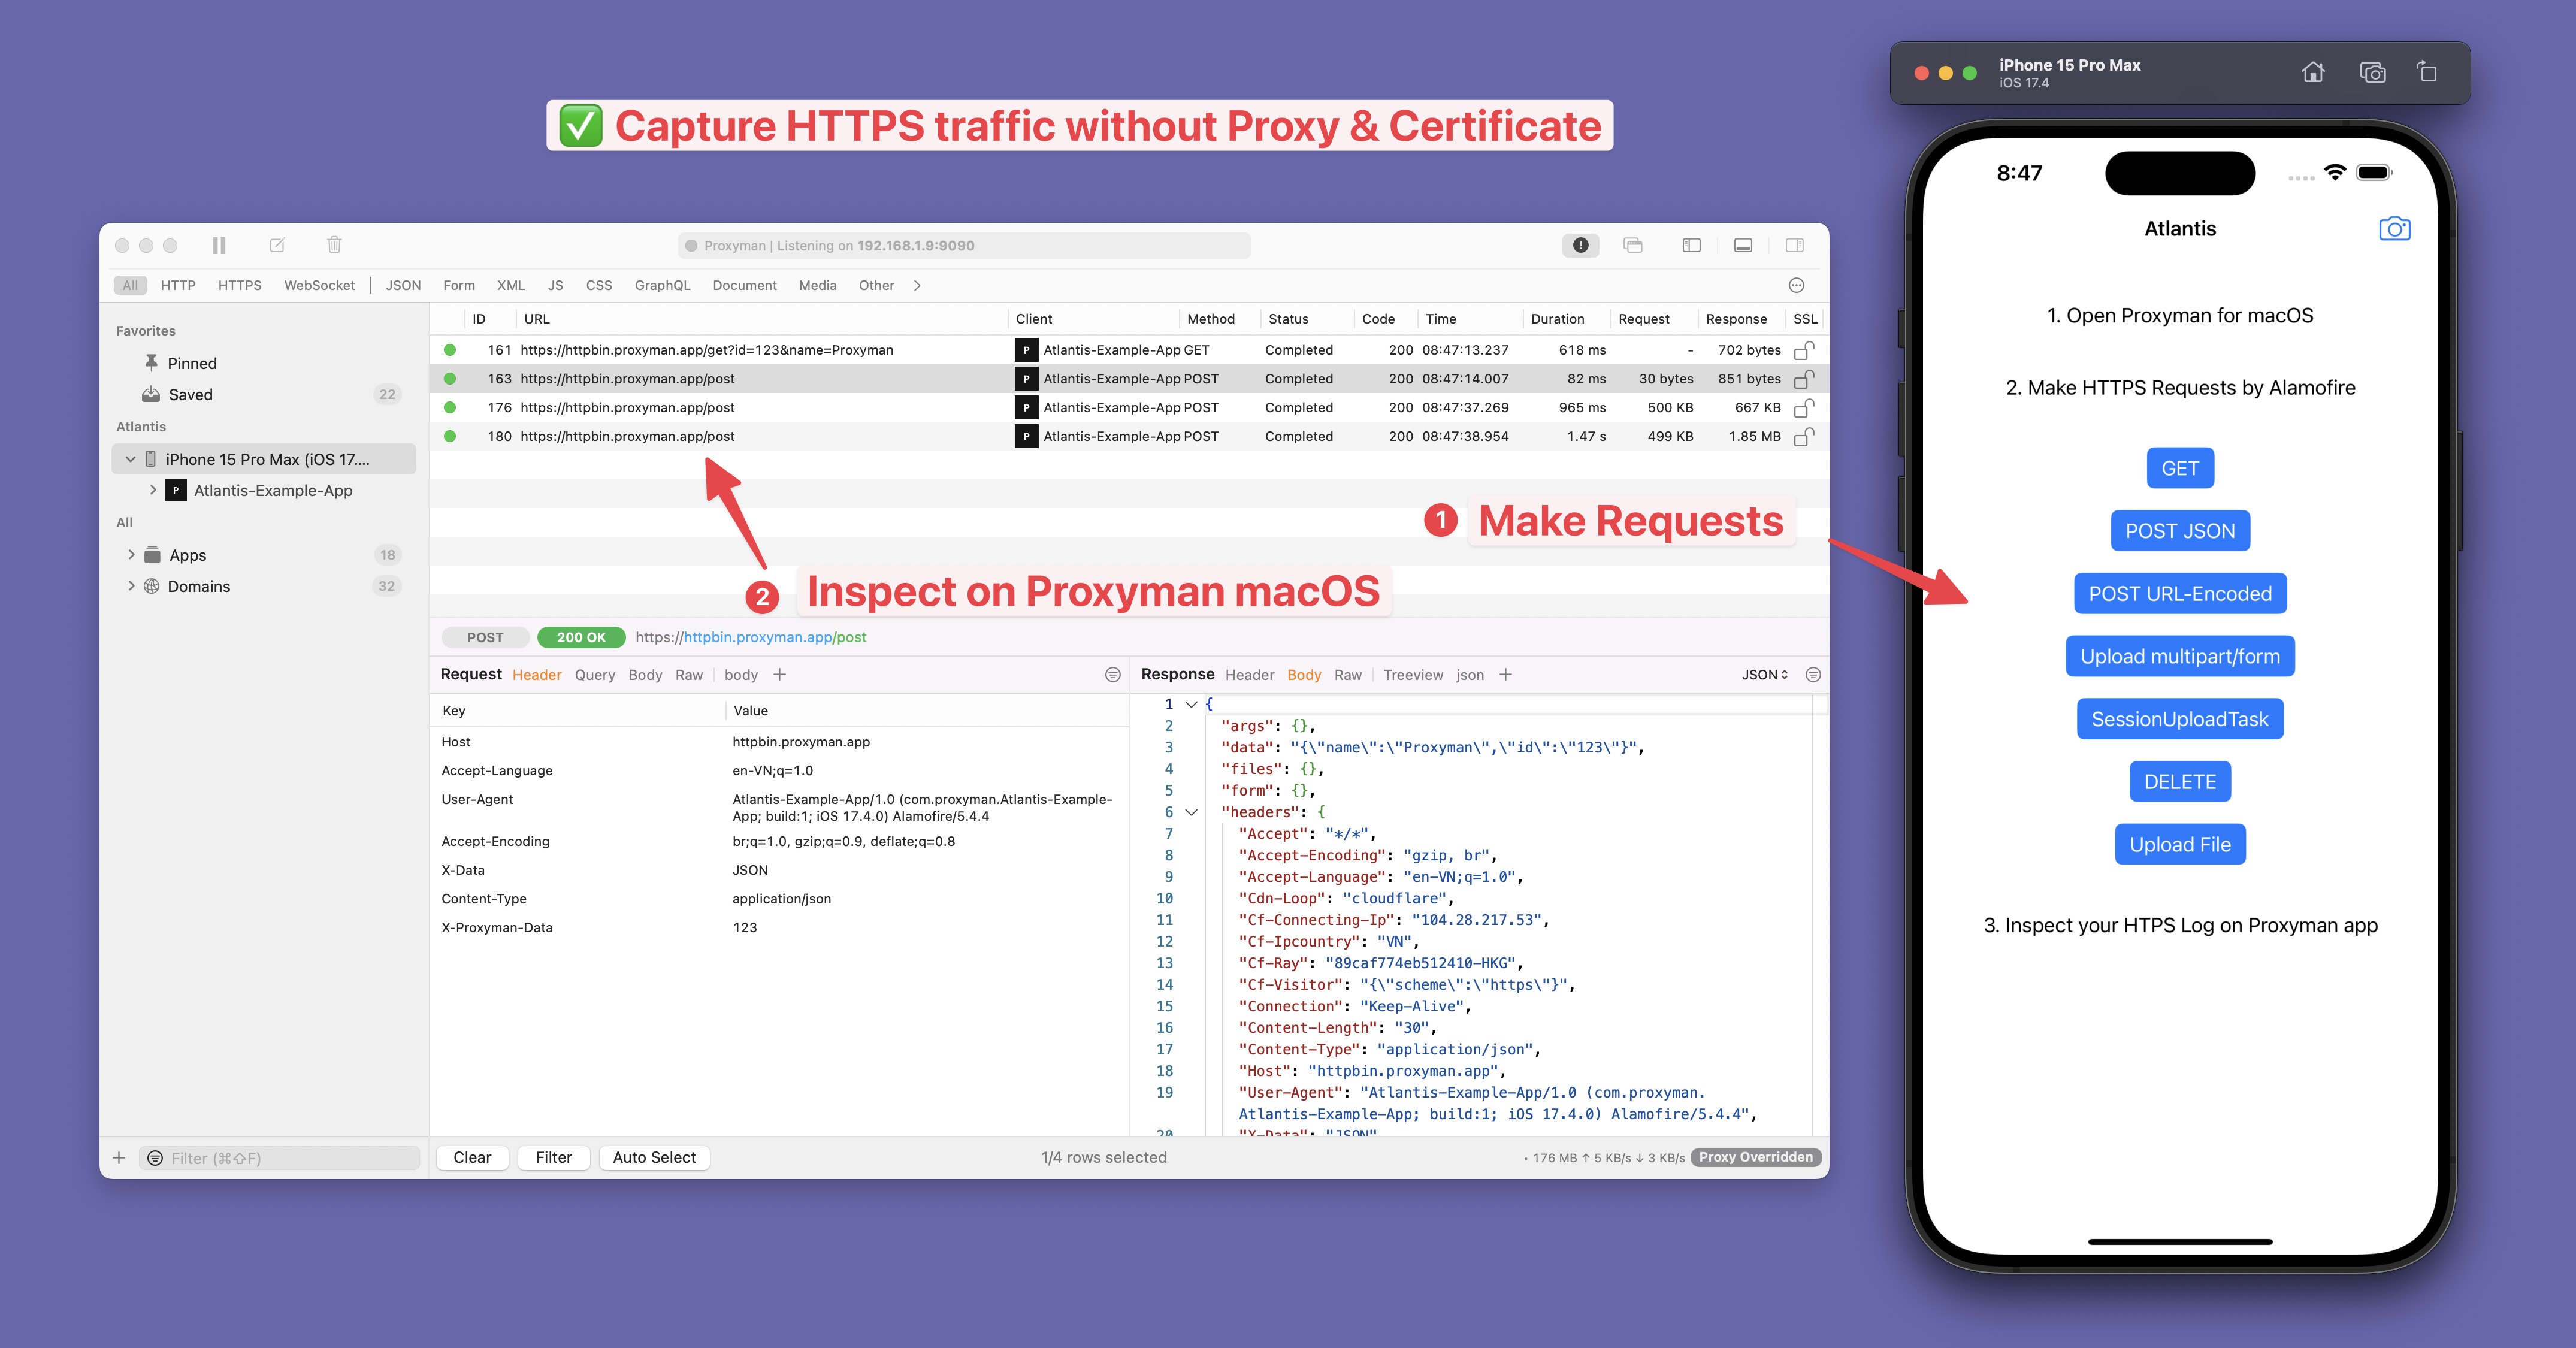 ✅ Capture HTTPS traffic without Proxy & Certificate
iPhone 15 Pro Max
iOS 17.4
Proxyman | Listening on 192.168.1.9:9090
All HTTP HTTPS WebSocket JSON Form XML JS CSS GraphQL Document Media Other
Favorites
Pinned
Saved 22
Atlantis
iPhone 15 Pro Max (iOS 17....
Atlantis-Example-App
All
Apps 18
Domains 32
Filter (⌘⇧F)
ID URL Client Method Status Code Time Duration Request Response SSL
161 https://httpbin.proxyman.app/get?id=123&name=Proxyman P Atlantis-Example-App GET Completed 200 08:47:13.237 618 ms - 702 bytes
163 https://httpbin.proxyman.app/post P Atlantis-Example-App POST Completed 200 08:47:14.007 82 ms 30 bytes 851 bytes
176 https://httpbin.proxyman.app/post P Atlantis-Example-App POST Completed 200 08:47:37.269 965 ms 500 KB 667 KB
180 https://httpbin.proxyman.app/post P Atlantis-Example-App POST Completed 200 08:47:38.954 1.47 s 499 KB 1.85 MB
1 Make Requests
2 Inspect on Proxyman macOS
POST 200 OK https://httpbin.proxyman.app/post
Request Header Query Body Raw body +
Key Value
Host httpbin.proxyman.app
Accept-Language en-VN;q=1.0
User-Agent Atlantis-Example-App/1.0 (com.proxyman.Atlantis-Example-
App; build:1; iOS 17.4.0) Alamofire/5.4.4
Accept-Encoding br;q=1.0, gzip;q=0.9, deflate;q=0.8
X-Data JSON
Content-Type application/json
X-Proxyman-Data 123
Response Header Body Raw Treeview json + JSON
1 {
2 "args": {},
3 "data": "{\"name\":\"Proxyman\",\"id\":\"123\"}",
4 "files": {},
5 "form": {},
6 "headers": {
7 "Accept": "*/*",
8 "Accept-Encoding": "gzip, br",
9 "Accept-Language": "en-VN;q=1.0",
10 "Cdn-Loop": "cloudflare",
11 "Cf-Connecting-Ip": "104.28.217.53",
12 "Cf-Ipcountry": "VN",
13 "Cf-Ray": "89caf774eb512410-HKG",
14 "Cf-Visitor": "{\"scheme\":\"https\"}",
15 "Connection": "Keep-Alive",
16 "Content-Length": "30",
17 "Content-Type": "application/json",
18 "Host": "httpbin.proxyman.app",
19 "User-Agent": "Atlantis-Example-App/1.0 (com.proxyman.
Atlantis-Example-App; build:1; iOS 17.4.0) Alamofire/5.4.4",
20 "X-Data": "JSON"
Clear Filter Auto Select 1/4 rows selected • 176 MB ↑ 5 KB/s ↓ 3 KB/s Proxy Overridden
8:47
Atlantis
1. Open Proxyman for macOS
2. Make HTTPS Requests by Alamofire
GET
POST JSON
POST URL-Encoded
Upload multipart/form
SessionUploadTask
DELETE
Upload File
3. Inspect your HTPS Log on Proxyman app